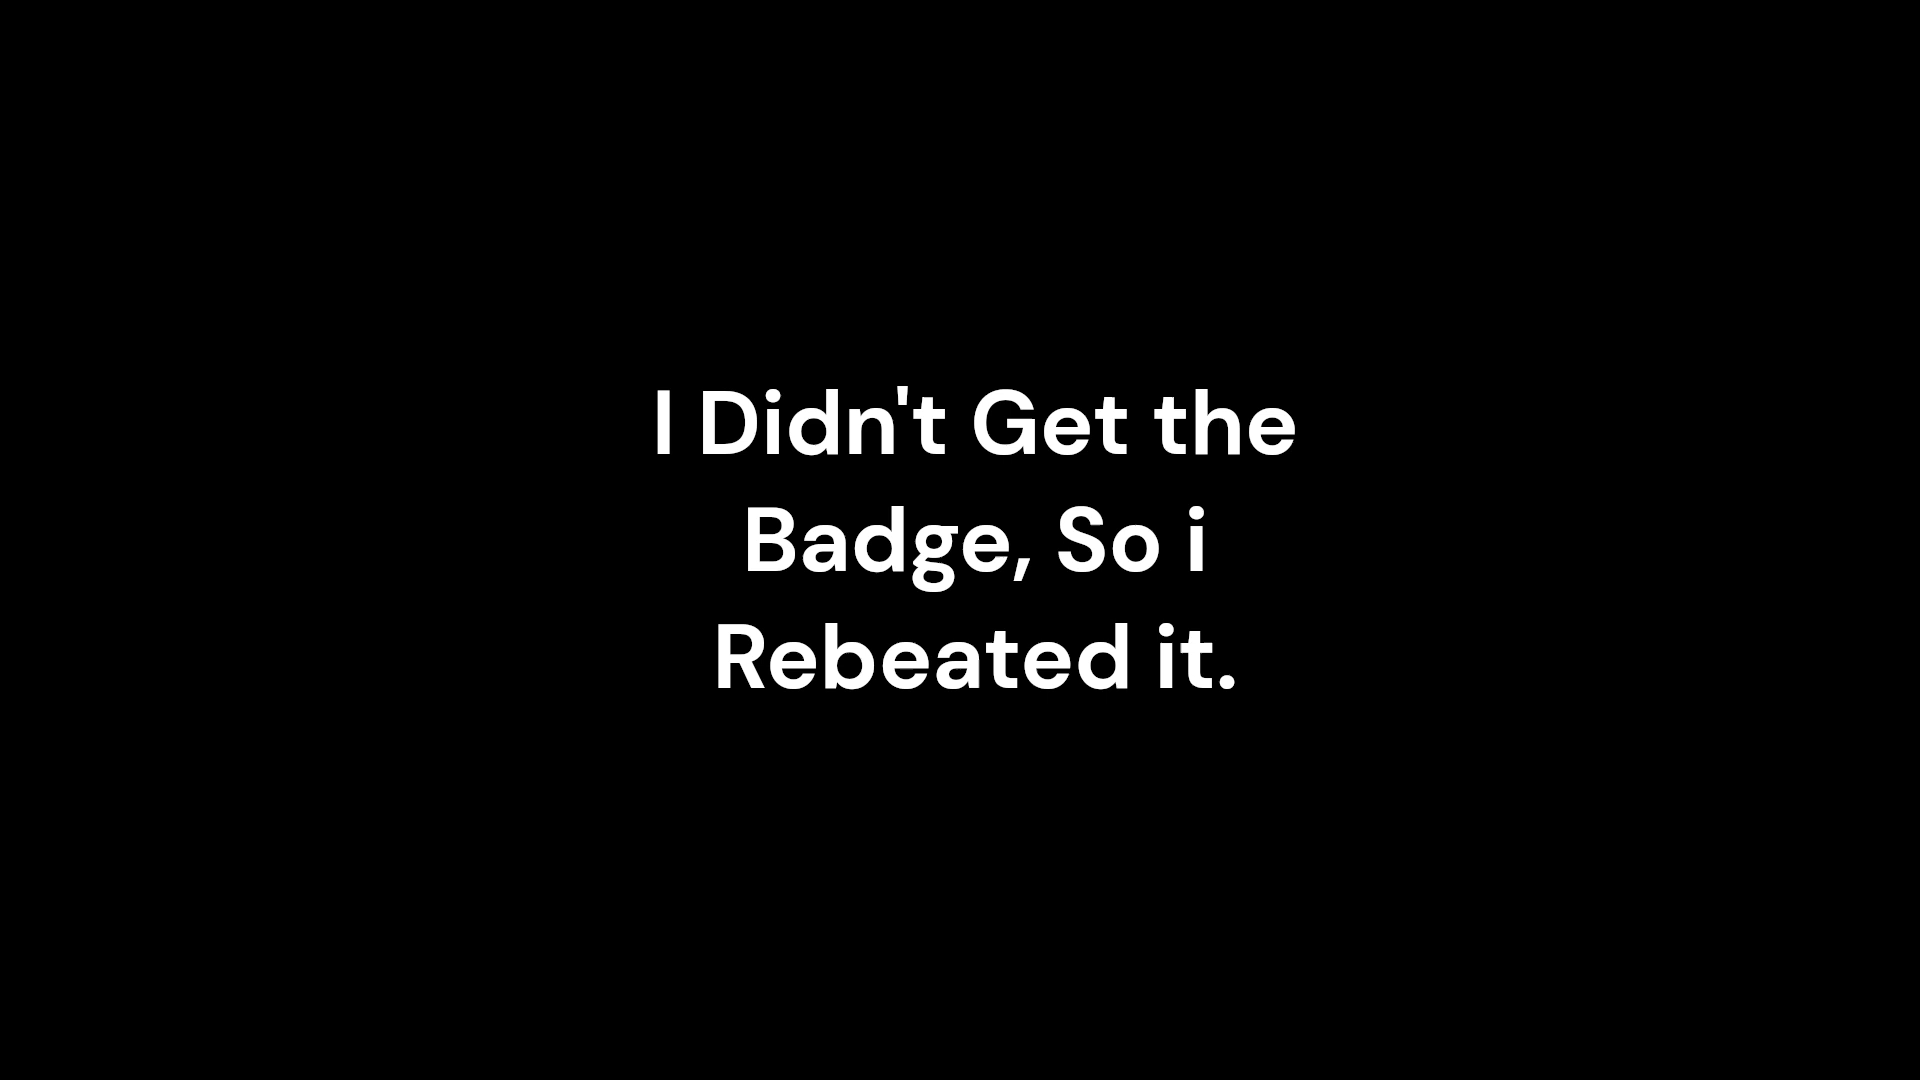 I Didn't Get the
Badge, So i
Rebeated it.